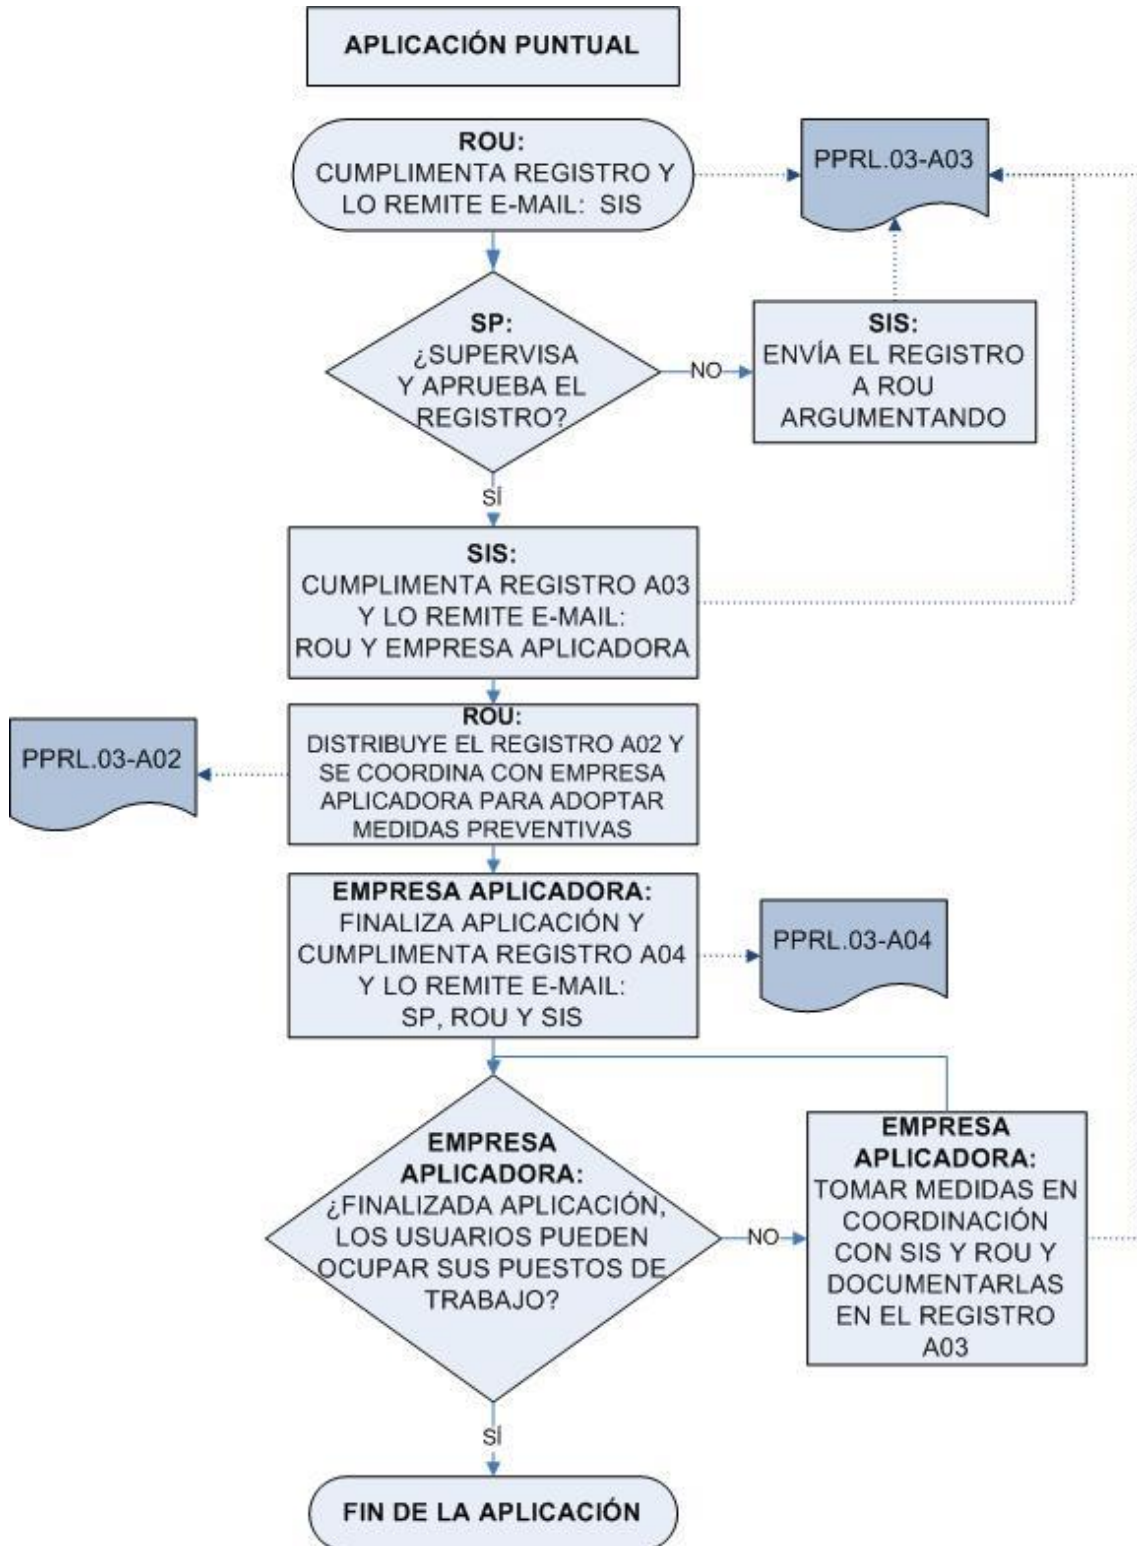 APLICACIÓN PUNTUAL
ROU:
CUMPLIMENTA REGISTRO Y
LO REMITE E-MAIL: SIS
PPRL.03-A03
SP:
¿SUPERVISA
Y APRUEBA EL
REGISTRO?
NO
SIS:
ENVÍA EL REGISTRO
A ROU
ARGUMENTANDO
SÍ
SIS:
CUMPLIMENTA REGISTRO A03
Y LO REMITE E-MAIL:
ROU Y EMPRESA APLICADORA
ROU:
DISTRIBUYE EL REGISTRO A02 Y
SE COORDINA CON EMPRESA
APLICADORA PARA ADOPTAR
MEDIDAS PREVENTIVAS
PPRL.03-A02
EMPRESA APLICADORA:
FINALIZA APLICACIÓN Y
CUMPLIMENTA REGISTRO A04
Y LO REMITE E-MAIL:
SP, ROU Y SIS
PPRL.03-A04
EMPRESA
APLICADORA:
¿FINALIZADA APLICACIÓN,
LOS USUARIOS PUEDEN
OCUPAR SUS PUESTOS DE
TRABAJO?
NO
EMPRESA
APLICADORA:
TOMAR MEDIDAS EN
COORDINACIÓN
CON SIS Y ROU Y
DOCUMENTARLAS
EN EL REGISTRO
A03
SÍ
FIN DE LA APLICACIÓN